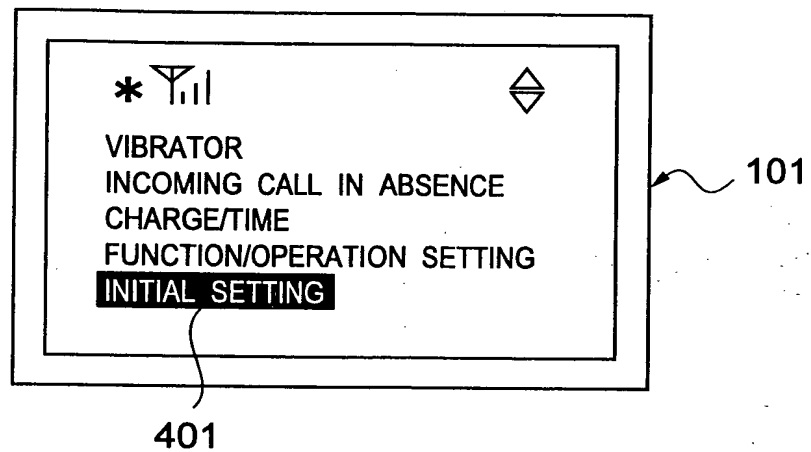 *
VIBRATOR
INCOMING CALL IN ABSENCE
CHARGE/TIME
FUNCTION/OPERATION SETTING
INITIAL SETTING
101
401